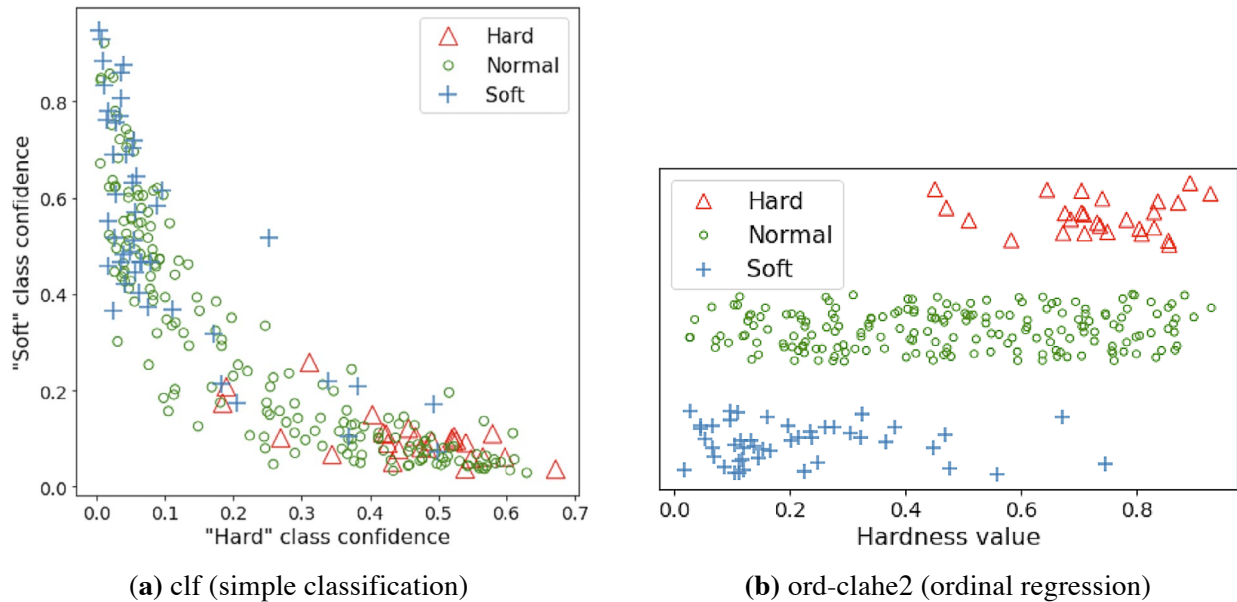 Hard
Normal
Soft
0.8
0.6
0.4
0.2
0.0
"Soft" class confidence
0.0 0.1 0.2 0.3 0.4 0.5 0.6 0.7
"Hard" class confidence
(a) clf (simple classification)
Hard
Normal
Soft
0.0 0.2 0.4 0.6 0.8
Hardness value
(b) ord-clahe2 (ordinal regression)